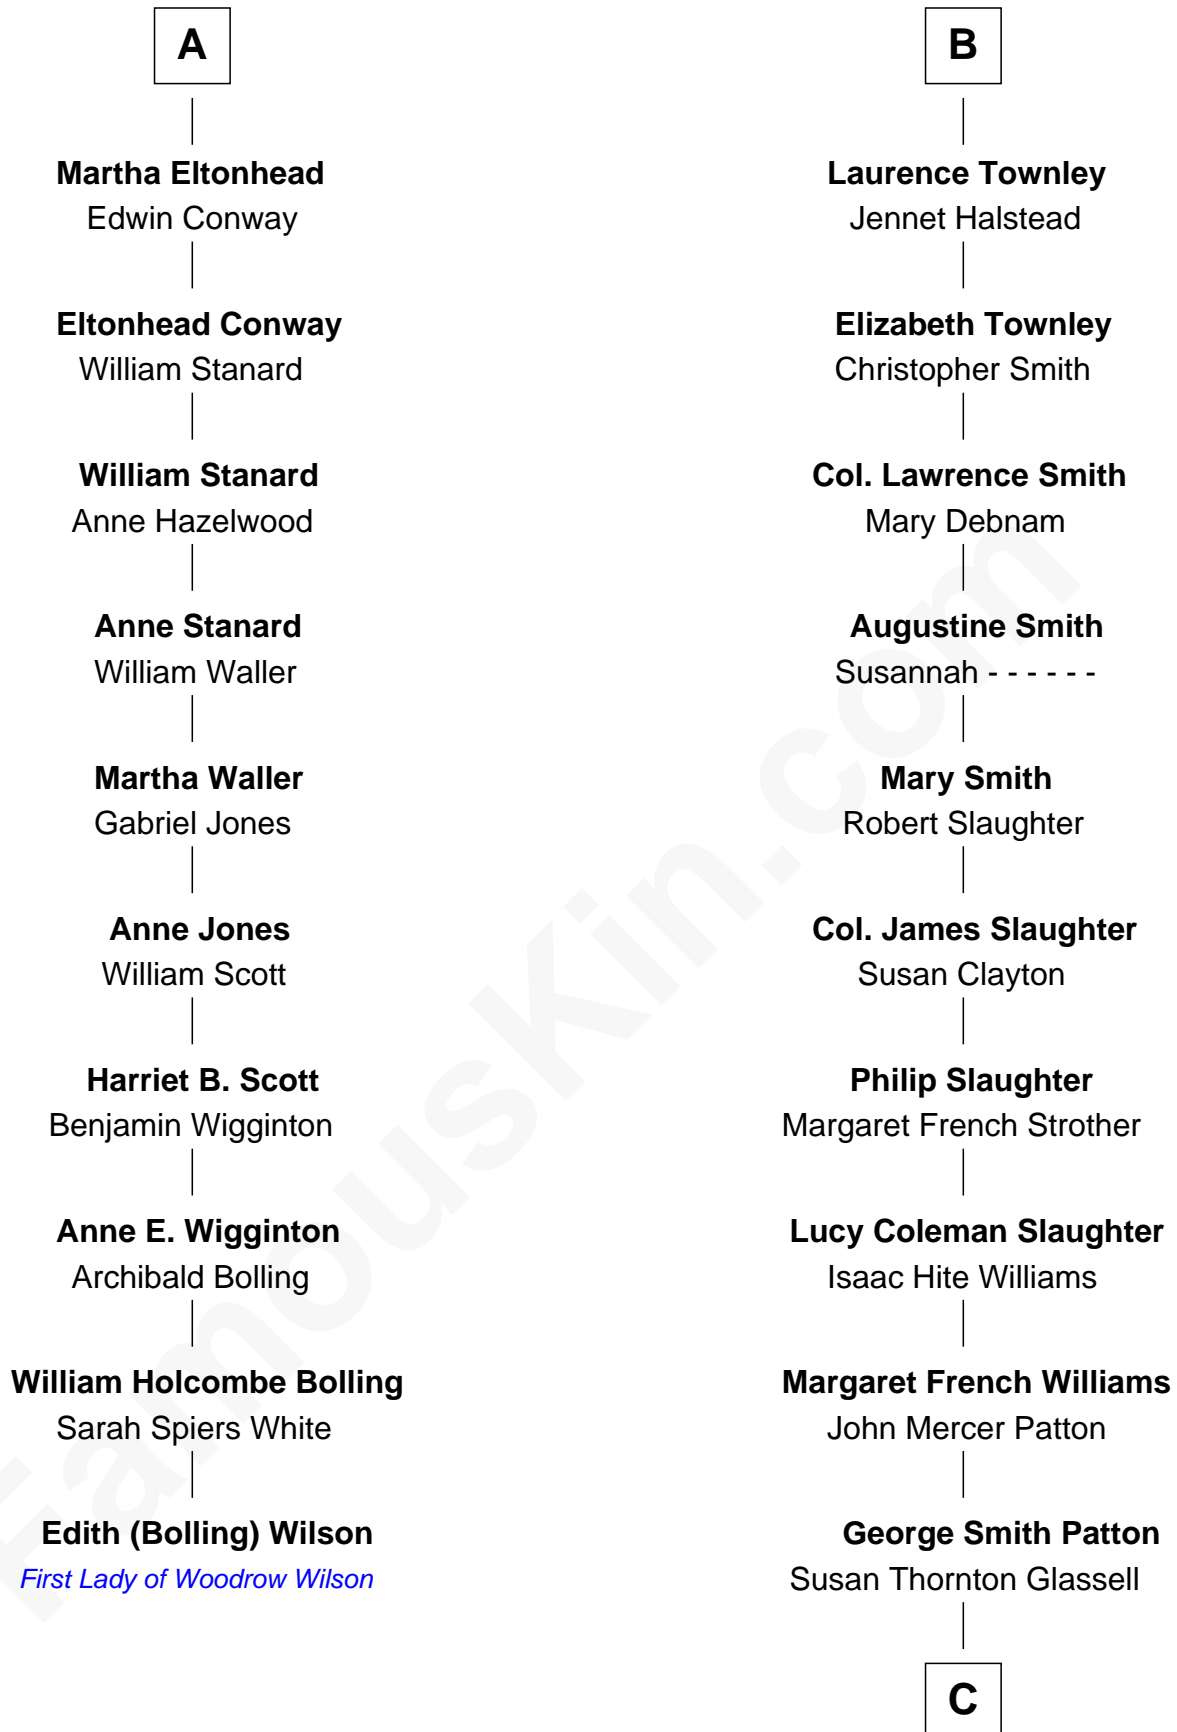 A
Martha Eltonhead
Edwin Conway
Eltonhead Conway
William Stanard
William Stanard
Anne Hazelwood
Anne Stanard
William Waller
Martha Waller
Gabriel Jones
Anne Jones
William Scott
Harriet B. Scott
Benjamin Wigginton
Anne E. Wigginton
Archibald Bolling
William Holcombe Bolling
Sarah Spiers White
Edith (Bolling) Wilson
First Lady of Woodrow Wilson
B
Laurence Townley
Jennet Halstead
Elizabeth Townley
Christopher Smith
Col. Lawrence Smith
Mary Debnam
Augustine Smith
Susannah - - - - - -
Mary Smith
Robert Slaughter
Col. James Slaughter
Susan Clayton
Philip Slaughter
Margaret French Strother
Lucy Coleman Slaughter
Isaac Hite Williams
Margaret French Williams
John Mercer Patton
George Smith Patton
Susan Thornton Glassell
C
FamousKin.com